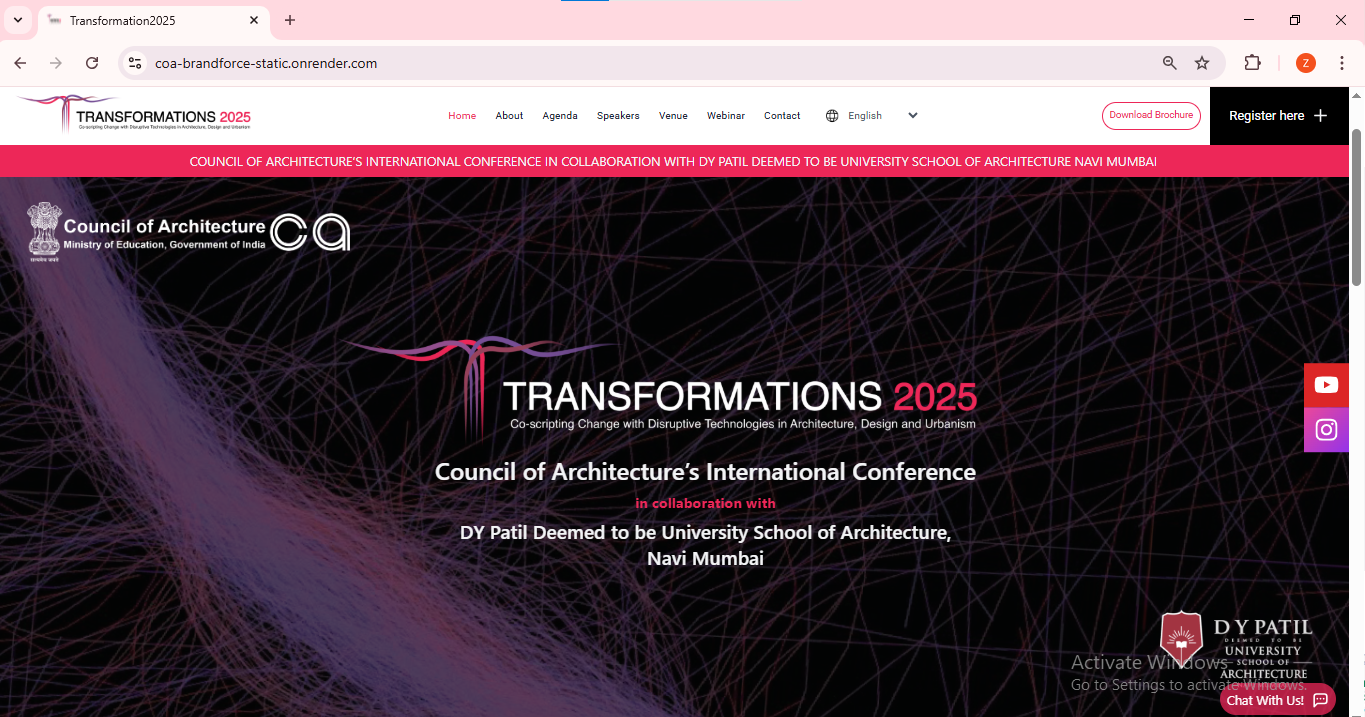 Transformation2025
coa-brandforce-static.onrender.com
Z
TRANSFORMATIONS 2025
Co-scripting Change with Disruptive Technologies in Architecture, Design and Urbanism
Home About Agenda Speakers Venue Webinar Contact English
Download Brochure
Register here
COUNCIL OF ARCHITECTURE'S INTERNATIONAL CONFERENCE IN COLLABORATION WITH DY PATIL DEEMED TO BE UNIVERSITY SCHOOL OF ARCHITECTURE NAVI MUMBAI
Council of Architecture
Ministry of Education, Government of India
ca
सत्यमेव जयते
TRANSFORMATIONS 2025
Co-scripting Change with Disruptive Technologies in Architecture, Design and Urbanism
Council of Architecture’s International Conference
in collaboration with
DY Patil Deemed to be University School of Architecture,
Navi Mumbai
D Y PATIL
DEEMED TO BE
UNIVERSITY
SCHOOL OF
ARCHITECTURE
Activate Windows
Go to Settings to activate Windows.
Chat With Us!